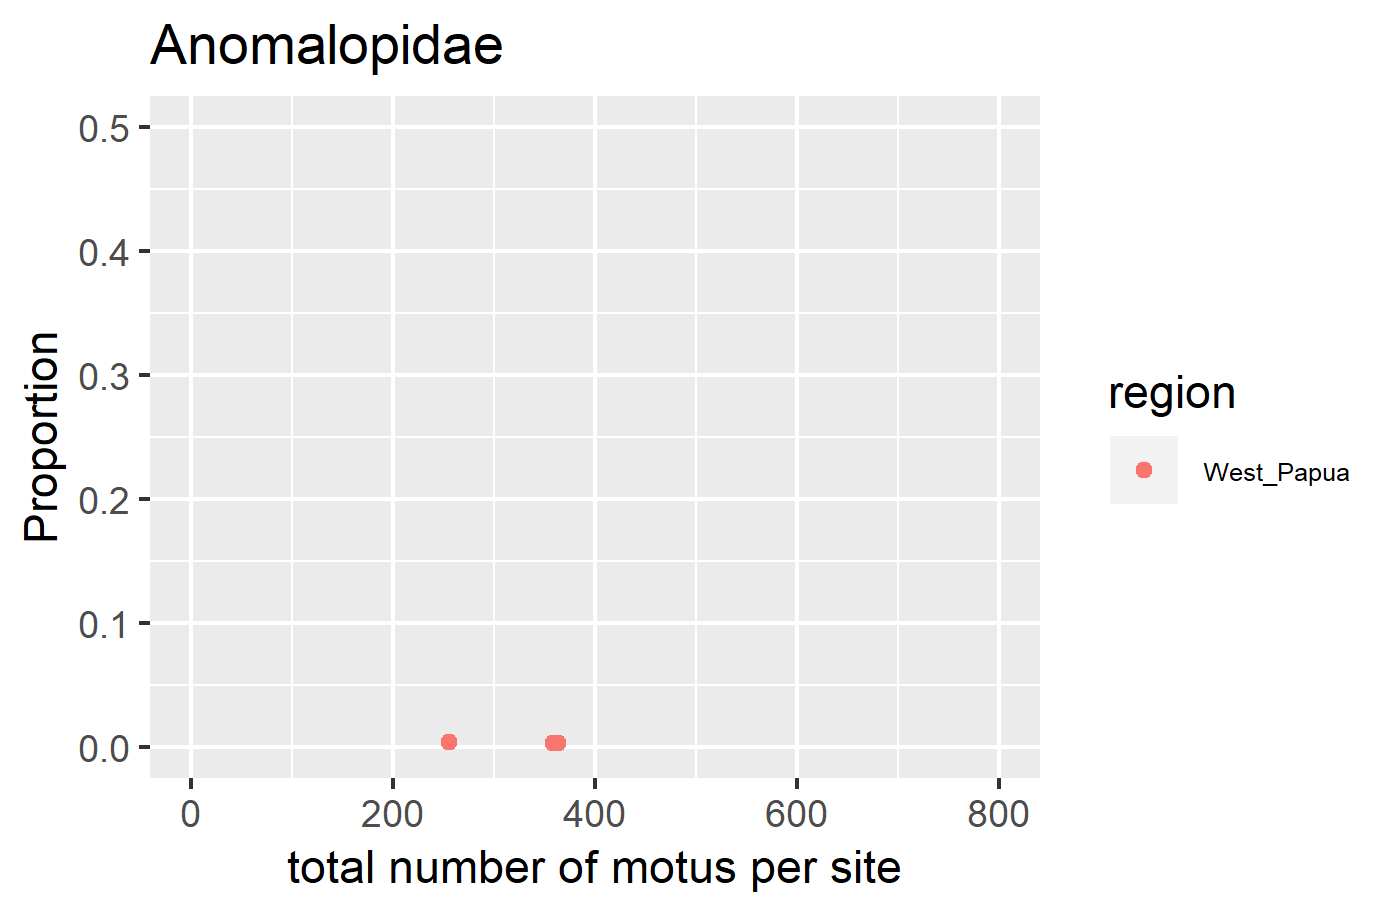 Anomalopidae
0.5
0.4
0.3
0.2
0.1
0.0
Proportion
0 200 400 600 800
total number of motus per site
region
West_Papua